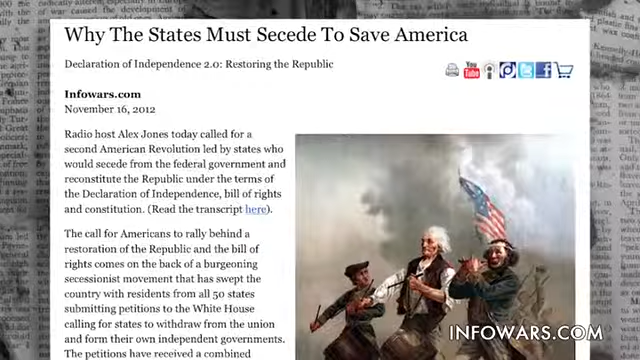 Why The States Must Secede To Save America
Declaration of Independence 2.0: Restoring the Republic
You
Tube
Infowars.com
November 16, 2012
Radio host Alex Jones today called for a
second American Revolution led by states who
would secede from the federal government and
reconstitute the Republic under the terms of
the Declaration of Independence, bill of rights
and constitution. (Read the transcript here).
The call for Americans to rally behind a
restoration of the Republic and the bill of
rights comes on the back of a burgeoning
secessionist movement that has swept the
country with residents from all 50 states
submitting petitions to the White House
calling for states to withdraw from the union
and form their own independent governments.
The petitions have received a combined
INFOWARS.COM